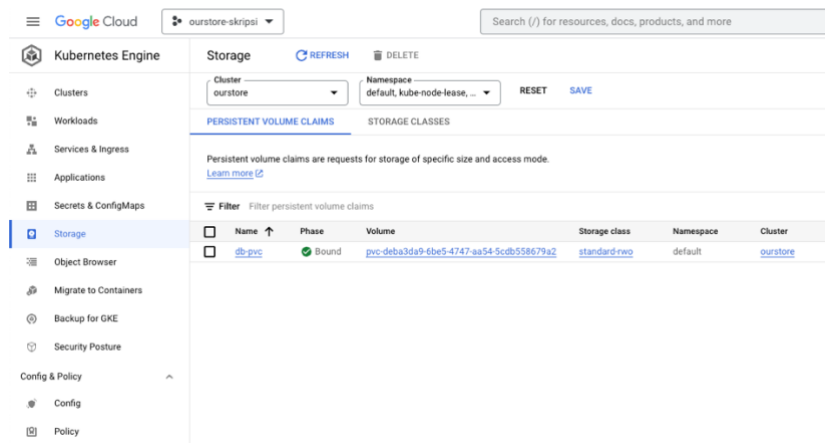 Google Cloud
ourstore-skripsi
Search (/) for resources, docs, products, and more
Kubernetes Engine
Storage
REFRESH
DELETE
Clusters
Workloads
Services & Ingress
Applications
Secrets & ConfigMaps
Storage
Object Browser
Migrate to Containers
Backup for GKE
Security Posture
Config & Policy
Config
Policy
Cluster
ourstore
Namespace
default, kube-node-lease, ...
RESET
SAVE
PERSISTENT VOLUME CLAIMS
STORAGE CLASSES
Persistent volume claims are requests for storage of specific size and access mode.
Learn more
Filter Filter persistent volume claims
Name Phase Volume Storage class Namespace Cluster
db-pvc Bound pvc-deba3da9-6be5-4747-aa54-5cdb558679a2 standard-rwo default ourstore